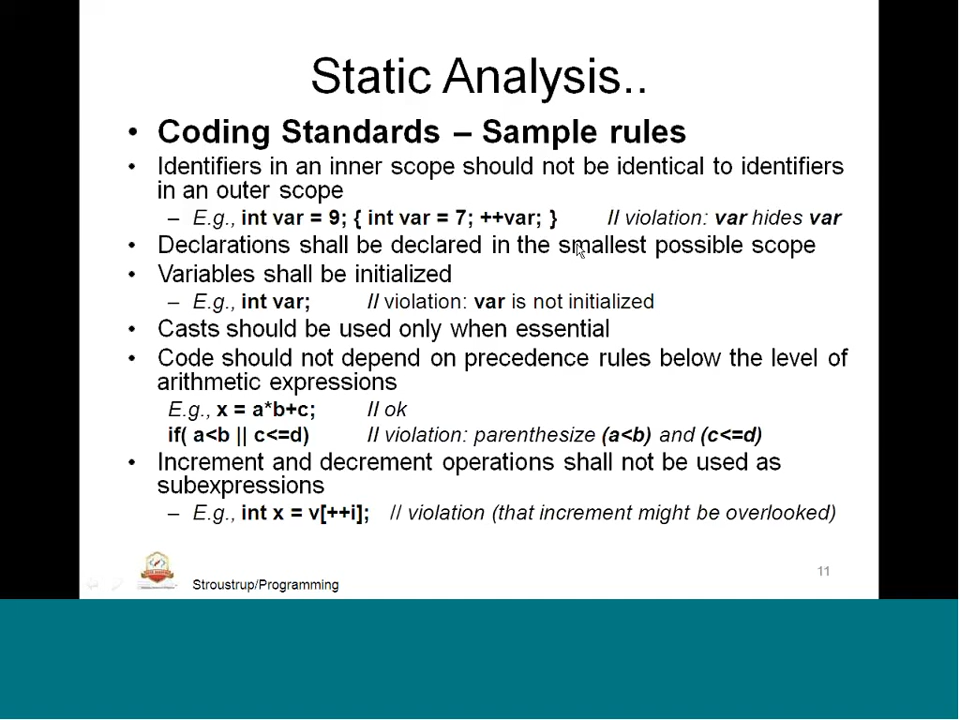 Static Analysis..
• Coding Standards – Sample rules
• Identifiers in an inner scope should not be identical to identifiers
in an outer scope
– E.g., int var = 9; { int var = 7; ++var; } // violation: var hides var
• Declarations shall be declared in the smallest possible scope
• Variables shall be initialized
– E.g., int var; // violation: var is not initialized
• Casts should be used only when essential
• Code should not depend on precedence rules below the level of
arithmetic expressions
E.g., x = a*b+c; // ok
if( a<b || c<=d) // violation: parenthesize (a<b) and (c<=d)
• Increment and decrement operations shall not be used as
subexpressions
– E.g., int x = v[++i]; // violation (that increment might be overlooked)
Stroustrup/Programming
11